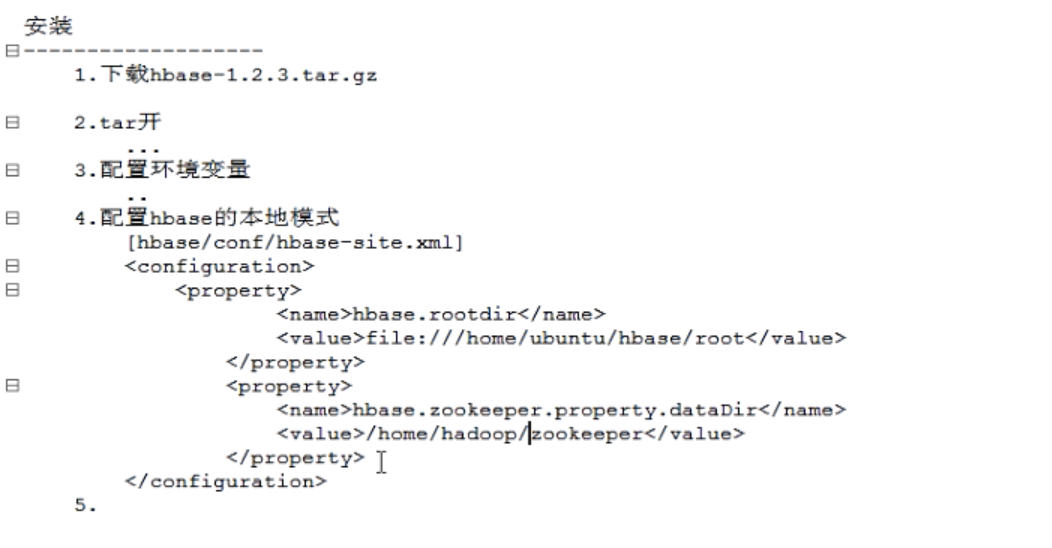 安装
-------------------
1.下载hbase-1.2.3.tar.gz
2.tar开
...
3.配置环境变量
..
4.配置hbase的本地模式
[hbase/conf/hbase-site.xml]
<configuration>
<property>
<name>hbase.rootdir</name>
<value>file:///home/ubuntu/hbase/root</value>
</property>
<property>
<name>hbase.zookeeper.property.dataDir</name>
<value>/home/hadoop/zookeeper</value>
</property>
</configuration>
5.